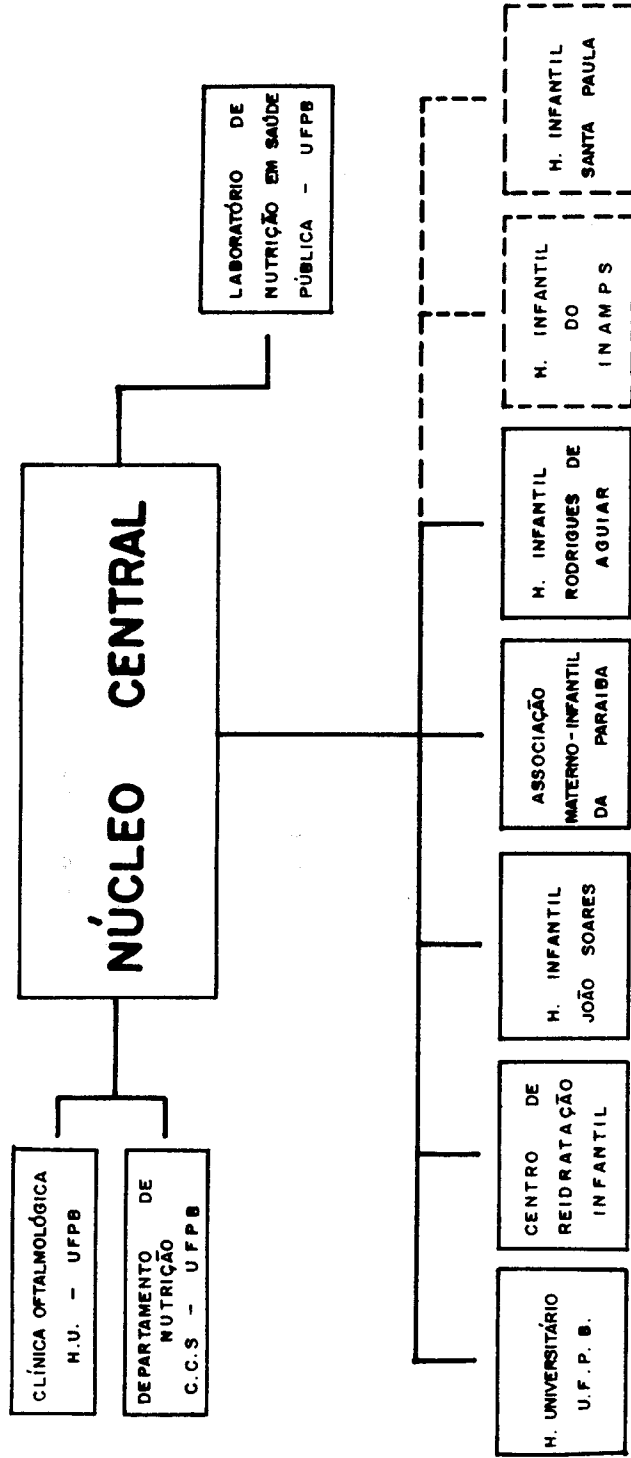 CLÍNICA OFTALMOLÓGICA
H.U. - UFPB
DEPARTAMENTO DE
NUTRIÇÃO
C.C.S - UFPB
NÚCLEO CENTRAL
LABORATÓRIO DE
NUTRIÇÃO EM SAÚDE
PÚBLICA - UFPB
H. UNIVERSITÁRIO
U.F.P.B.
CENTRO DE
REIDRATAÇÃO
INFANTIL
H. INFANTIL
JOÃO SOARES
ASSOCIAÇÃO
MATERNO-INFANTIL
DA PARAIBA
H. INFANTIL
RODRIGUES DE
AGUIAR
H. INFANTIL
DO
INAMPS
H. INFANTIL
SANTA PAULA